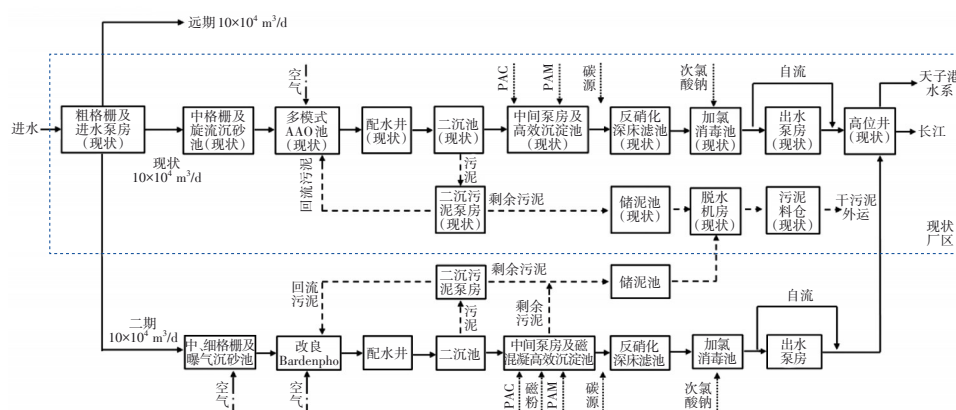 远期 10×10⁴ m³/d
空气
PAC
PAM
碳源
次氯
酸钠
自流
天子港
水系
进水
粗格栅及
进水泵房
(现状)
中格栅及
旋流沉砂
池(现状)
多模式
AAO池
(现状)
配水井
(现状)
二沉池
(现状)
中间泵房及
高效沉淀池
(现状)
反硝化
深床滤池
(现状)
加氯
消毒池
(现状)
出水
泵房
(现状)
高位井
(现状)
长江
现状
10×10⁴ m³/d
回流污泥
污泥
二沉污
泥泵房
(现状)
剩余污泥
储泥池
(现状)
脱水
机房
(现状)
污泥
料仓
(现状)
干污泥
外运
现状
厂区
回流
污泥
二沉污
泥泵房
剩余污泥
储泥池
污泥
剩余
污泥
自流
二期
10×10⁴ m³/d
中、细格栅及
曝气沉砂池
改良
Bardenpho
配水井
二沉池
中间泵房及磁
混凝高效沉淀池
反硝化
深床滤池
加氯
消毒池
出水
泵房
空气
空气
PAC
磁粉
PAM
碳源
次氯
酸钠